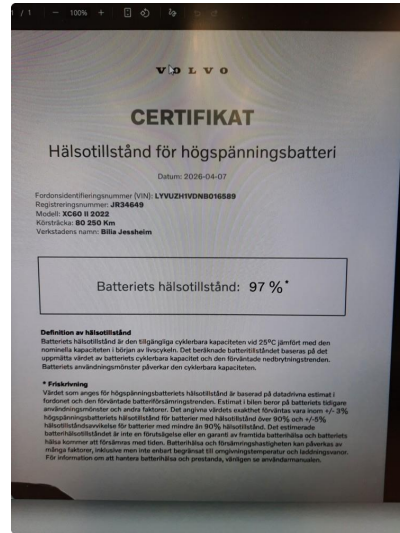 1 / 1 — 100% +
VOLVO
CERTIFIKAT
Hälsotillstånd för högspänningsbatteri
Datum: 2026-04-07
Fordonsidentifieringsnummer (VIN): LYVUZH1VDNB016589
Registreringsnummer: JR34649
Modell: XC60 II 2022
Körsträcka: 80 250 Km
Verkstadens namn: Bilia Jessheim
Batteriets hälsotillstånd: 97 %*
Definition av hälsotillstånd
Batteriets hälsotillstånd är den tillgängliga cyklerbara kapaciteten vid 25°C jämfört med den
nominella kapaciteten i början av livscykeln. Det beräknade batteritillståndet baseras på det
uppmätta värdet av batteriets cyklerbara kapacitet och den förväntade nedbrytningstrenden.
Batteriets användningsmönster påverkar den cyklerbara kapaciteten.
* Friskrivning
Värdet som anges för högspänningsbatteriets hälsotillstånd är baserat på datadrivna estimat i
fordonet och den förväntade batteriförsämringstrenden. Estimat i bilen beror på batteriets tidigare
användningsmönster och andra faktorer. Det angivna värdets exakthet förväntas vara inom +/- 3%
högspänningsbatteriets hälsotillstånd för batterier med hälsotillstånd över 90% och +/-5%
hälsotillståndsavvikelse för batterier med mindre än 90% hälsotillstånd. Det estimerade
batterihälsotillståndet är inte en förutsägelse eller en garanti av framtida batterihälsa och batteriets
hälsa kommer att försämras med tiden. Batterihälsa och försämringshastigheten kan påverkas av
många faktorer, inklusive men inte enbart begränsat till omgivningstemperatur och laddningsvanor.
För information om att hantera batterihälsa och prestanda, vänligen se användarmanualen.